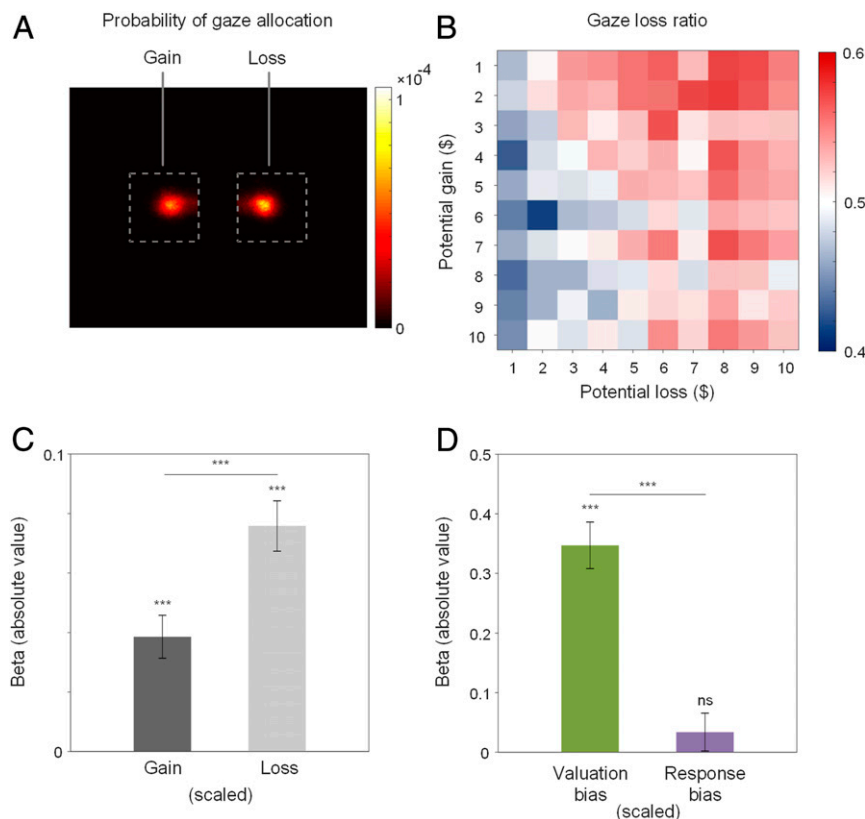 A
Probability of gaze allocation
Gain
Loss
×10⁻⁴
1
0
B
Gaze loss ratio
Potential gain ($)
1
2
3
4
5
6
7
8
9
10
1 2 3 4 5 6 7 8 9 10
Potential loss ($)
0.6
0.5
0.4
C
Beta (absolute value)
0.1
0
***
***
***
Gain
Loss
(scaled)
D
Beta (absolute value)
0.5
0.4
0.3
0.2
0.1
0
***
***
ns
Valuation
bias
Response
bias
(scaled)